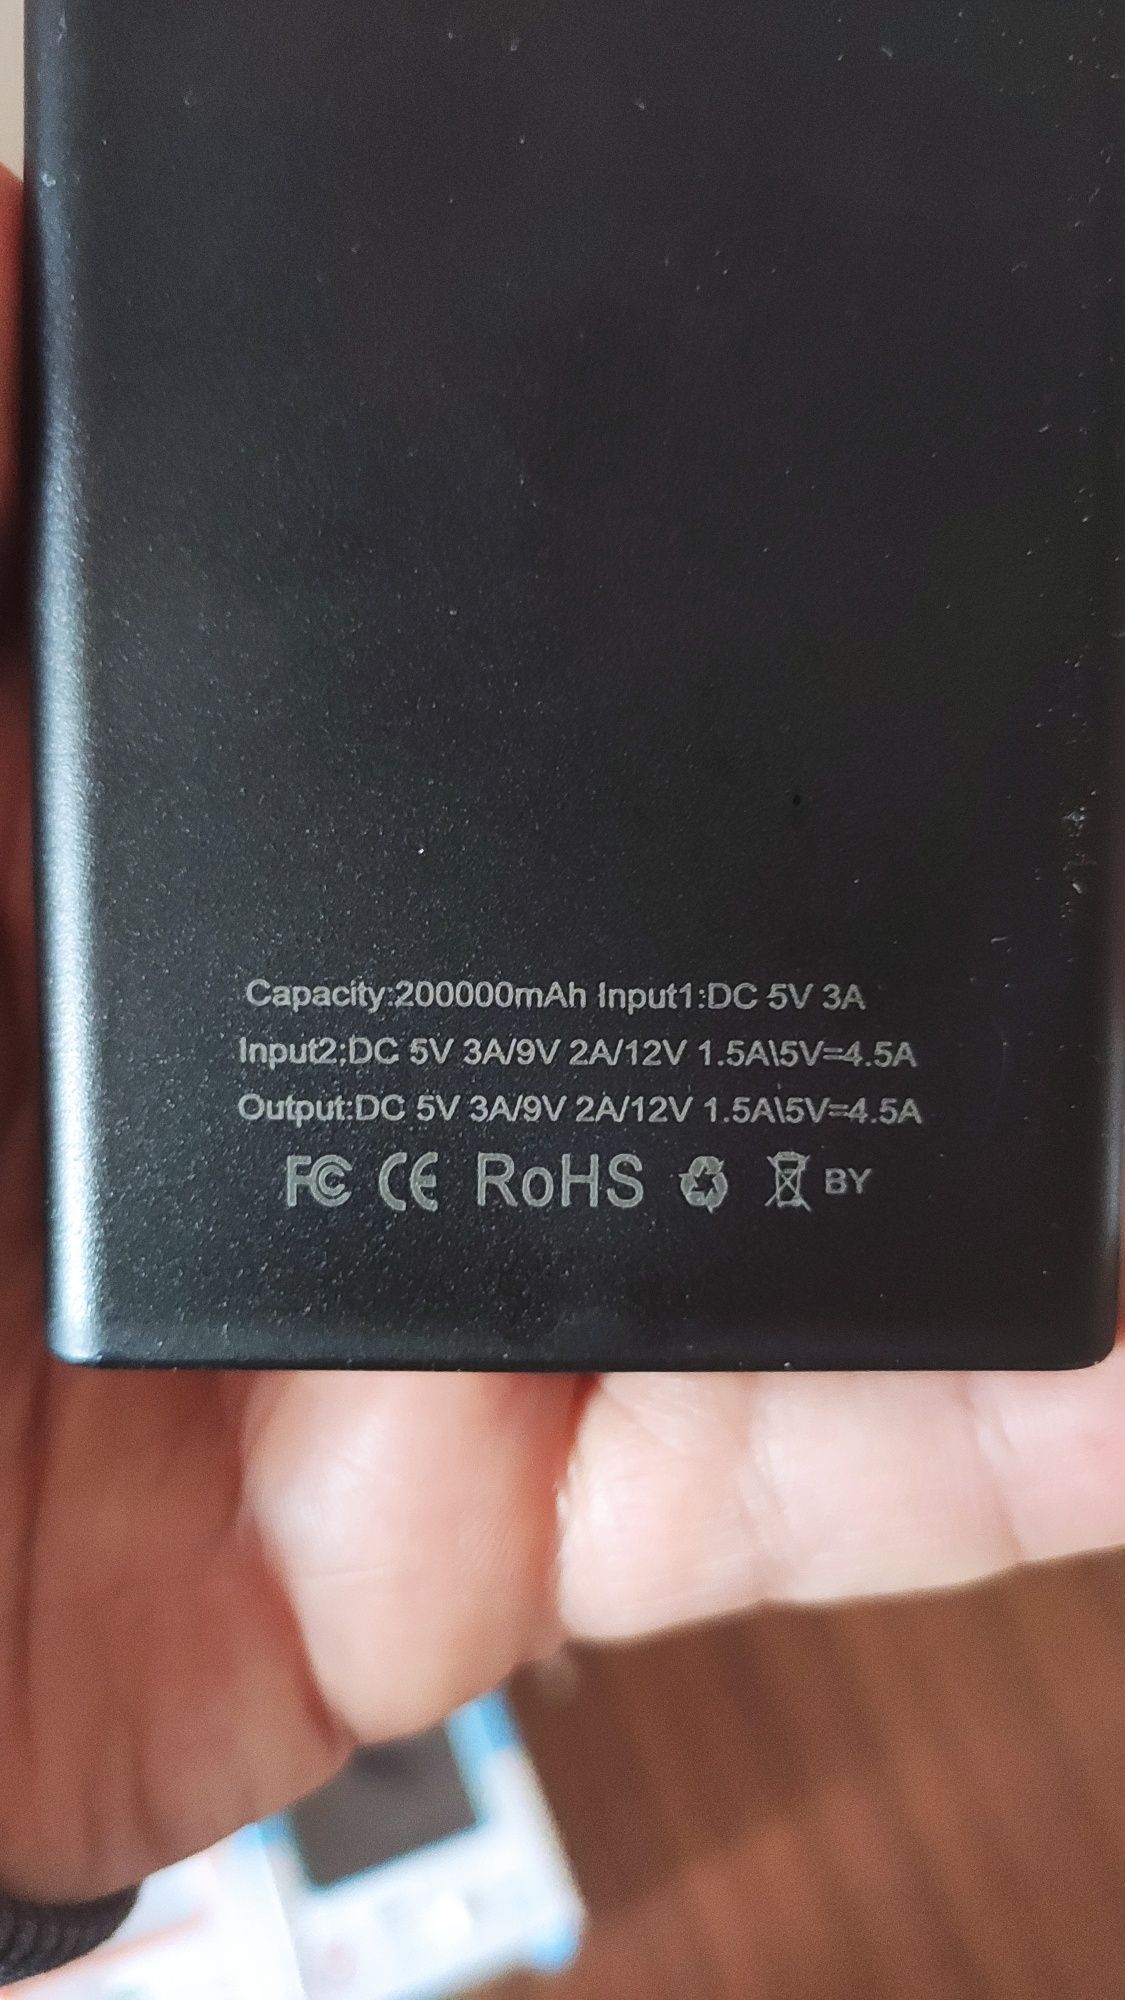 Capacity:200000mAh Input1:DC 5V 3A
Input2:DC 5V 3A/9V 2A/12V 1.5A\5V=4.5A
Output:DC 5V 3A/9V 2A/12V 1.5A\5V=4.5A
FC CE RoHS BY